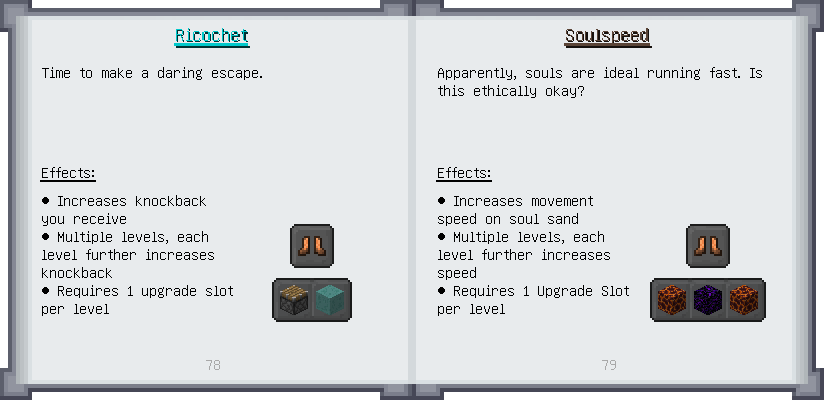 Ricochet
Time to make a daring escape.
Effects:
● Increases knockback
you receive
● Multiple levels, each
level further increases
knockback
● Requires 1 upgrade slot
per level
78
Soulspeed
Apparently, souls are ideal running fast. Is
this ethically okay?
Effects:
● Increases movement
speed on soul sand
● Multiple levels, each
level further increases
speed
● Requires 1 Upgrade Slot
per level
79